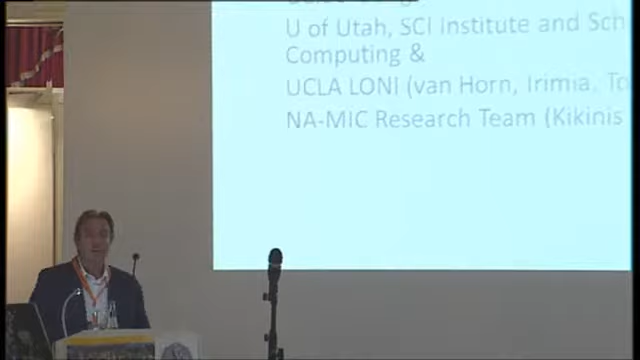 U of Utah, SCI Institute and Sch
Computing &
UCLA LONI (van Horn, Irimia, To
NA-MIC Research Team (Kikinis